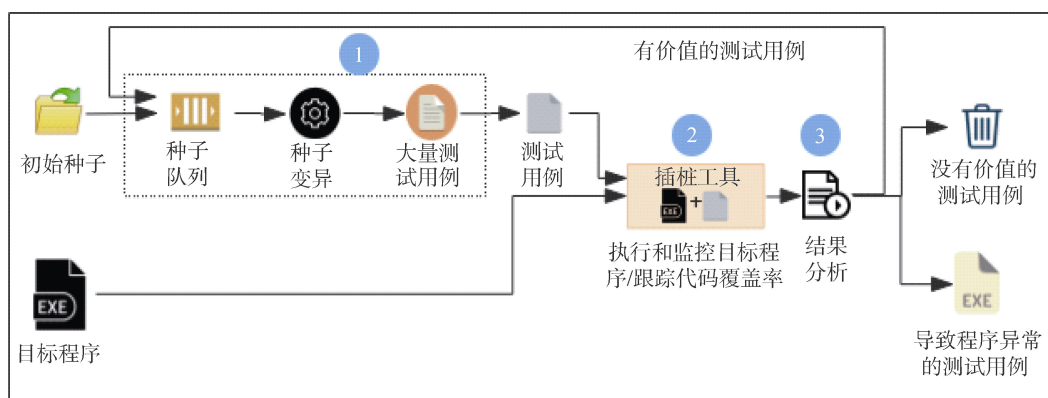 有价值的测试用例
1
初始种子
种子
队列
种子
变异
大量测
试用例
测试
用例
2
插桩工具
EXE
+
执行和监控目标程
序/跟踪代码覆盖率
3
结果
分析
没有价值的
测试用例
EXE
导致程序异常
的测试用例
EXE
目标程序